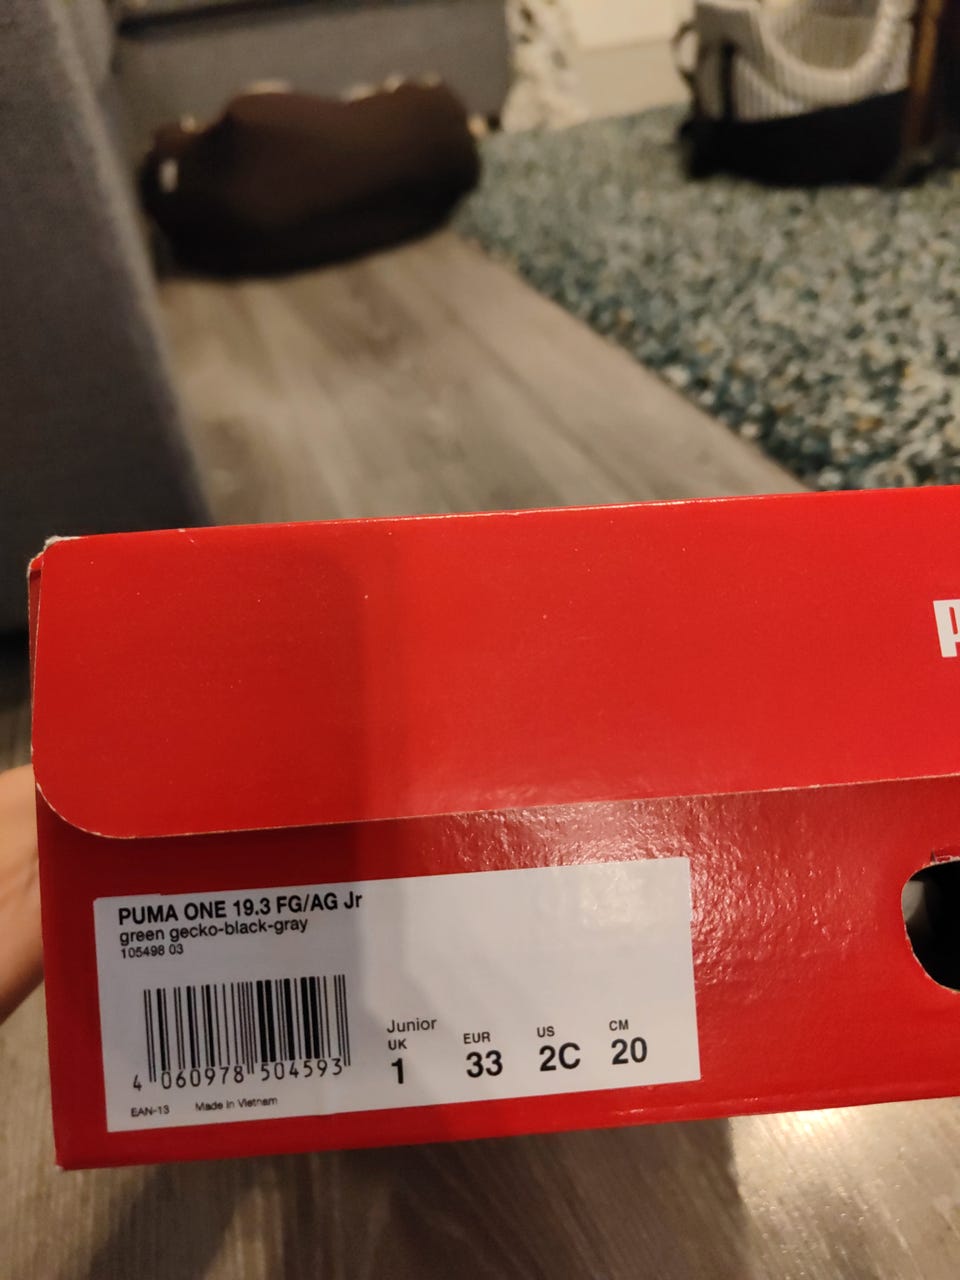 PUMA ONE 19.3 FG/AG Jr
green gecko-black-gray
105498 03
4 060978 504593
EAN-13 Made in Vietnam
Junior
UK EUR US CM
1 33 2C 20